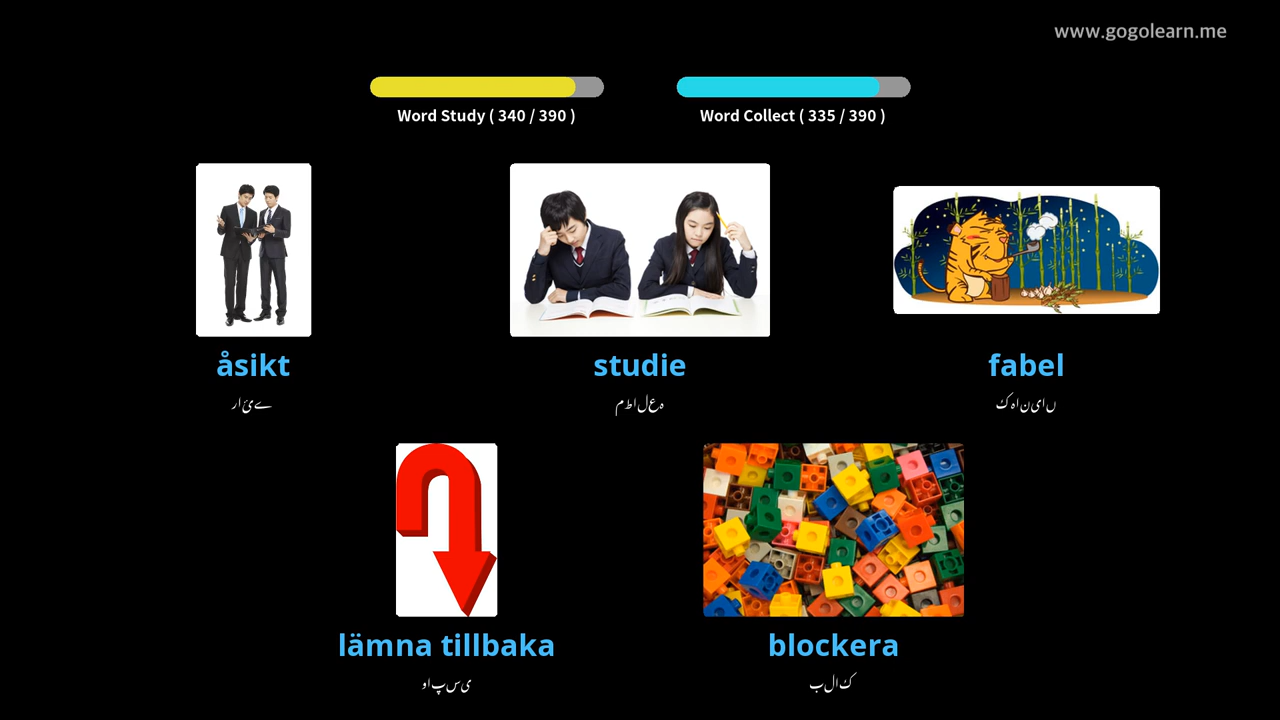 www.gogolearn.me
Word Study ( 340 / 390 )
Word Collect ( 335 / 390 )
åsikt
رائے
studie
مطالعہ
fabel
کہانیاں
lämna tillbaka
واپسی
blockera
بلاک